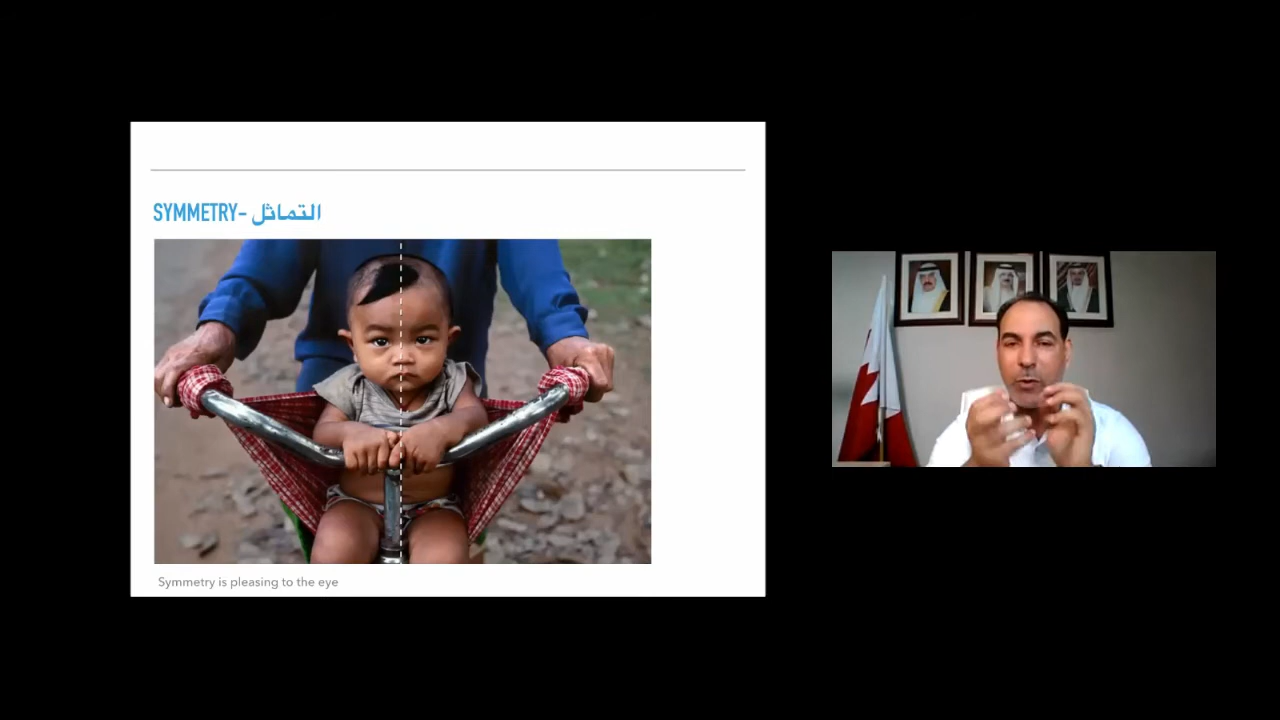 SYMMETRY- التماثل
Symmetry is pleasing to the eye